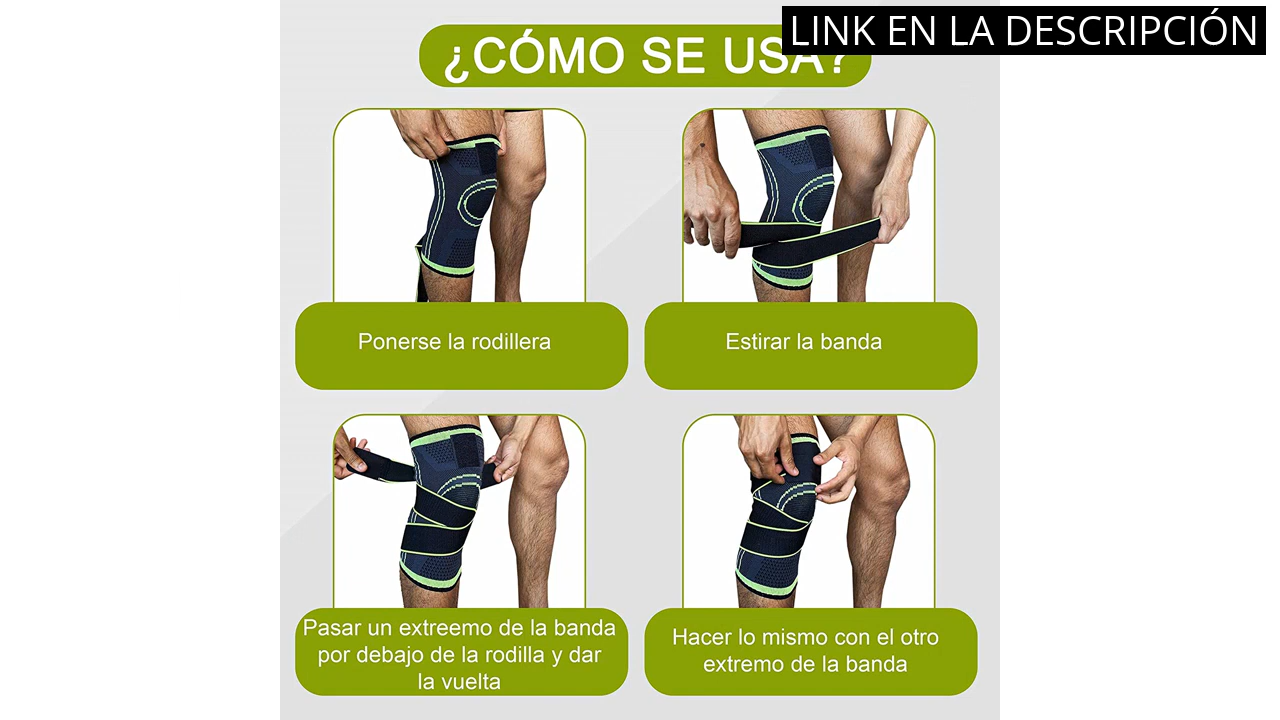 LINK EN LA DESCRIPCIÓN
¿CÓMO SE USA?
Ponerse la rodillera
Estirar la banda
Pasar un extreemo de la banda
por debajo de la rodilla y dar
la vuelta
Hacer lo mismo con el otro
extremo de la banda